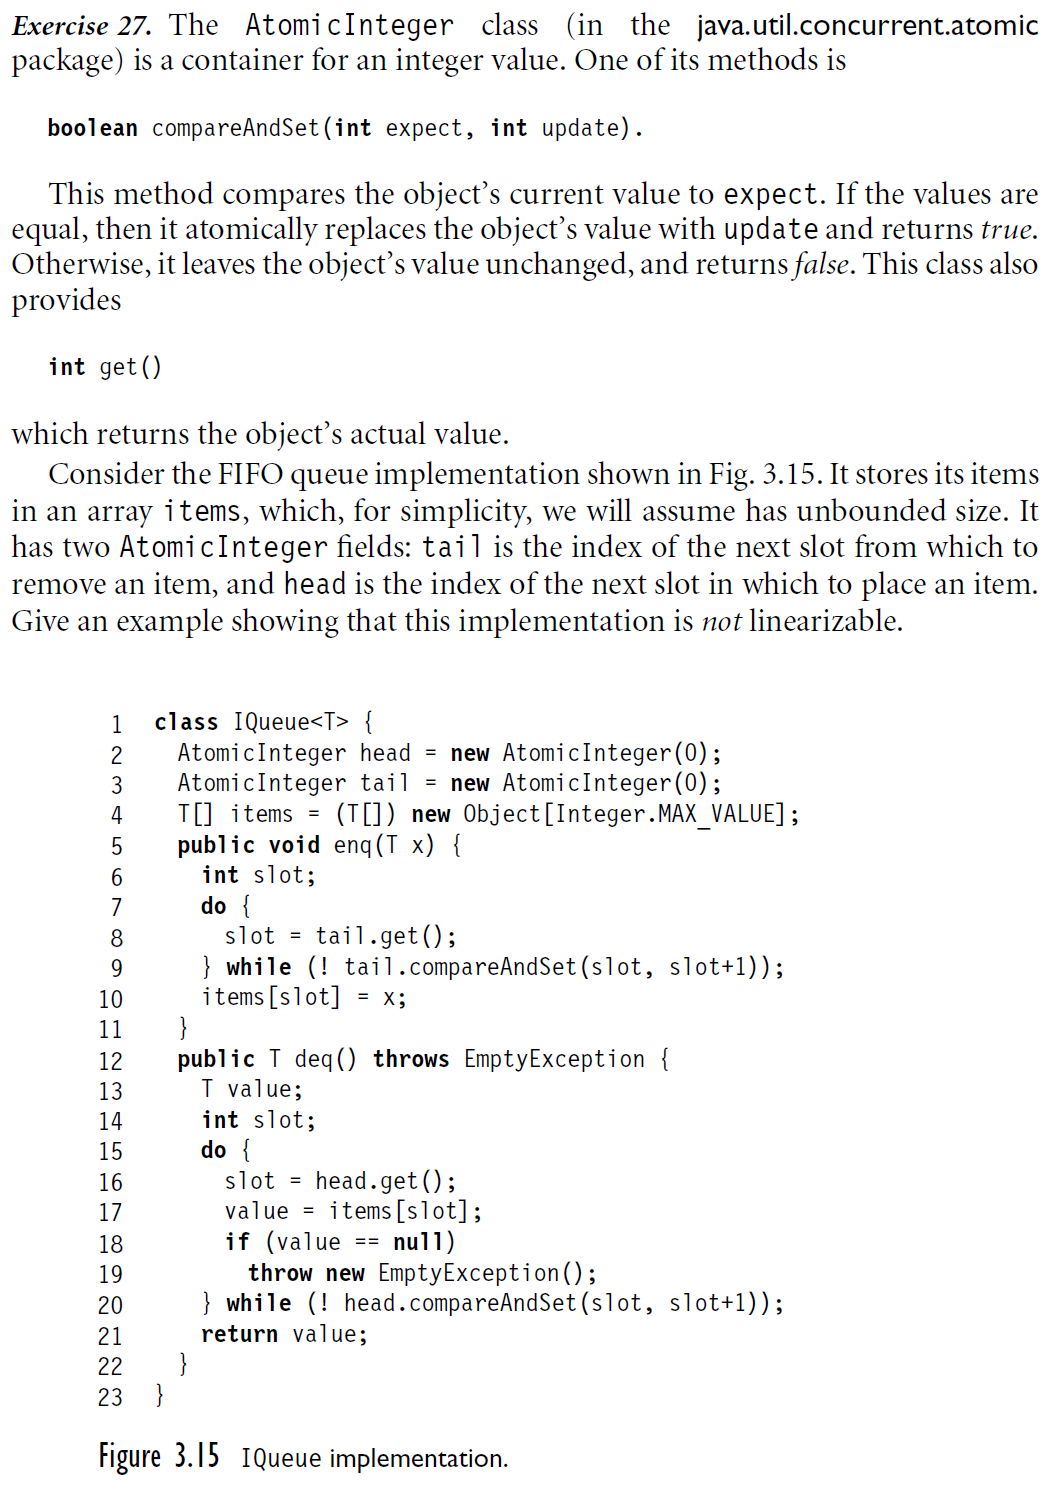 Exercise 27. The AtomicInteger class (in the java.util.concurrent.atomic
package) is a container for an integer value. One of its methods is
boolean compareAndSet(int expect, int update).
This method compares the object’s current value to expect. If the values are
equal, then it atomically replaces the object’s value with update and returns true.
Otherwise, it leaves the object’s value unchanged, and returns false. This class also
provides
int get()
which returns the object’s actual value.
Consider the FIFO queue implementation shown in Fig. 3.15. It stores its items
in an array items, which, for simplicity, we will assume has unbounded size. It
has two AtomicInteger fields: tail is the index of the next slot from which to
remove an item, and head is the index of the next slot in which to place an item.
Give an example showing that this implementation is not linearizable.
1 class IQueue<T> {
2 AtomicInteger head = new AtomicInteger(0);
3 AtomicInteger tail = new AtomicInteger(0);
4 T[] items = (T[]) new Object[Integer.MAX_VALUE];
5 public void enq(T x) {
6 int slot;
7 do {
8 slot = tail.get();
9 } while (! tail.compareAndSet(slot, slot+1));
10 items[slot] = x;
11 }
12 public T deq() throws EmptyException {
13 T value;
14 int slot;
15 do {
16 slot = head.get();
17 value = items[slot];
18 if (value == null)
19 throw new EmptyException();
20 } while (! head.compareAndSet(slot, slot+1));
21 return value;
22 }
23 }
Figure 3.15 IQueue implementation.